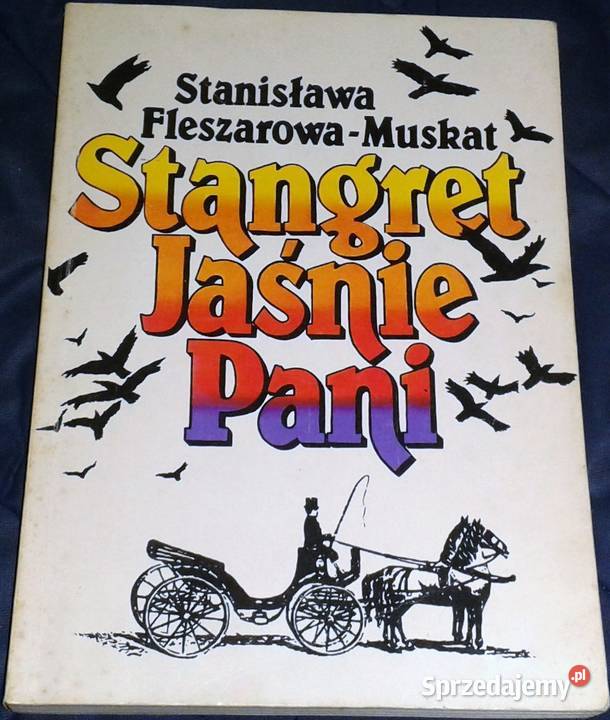 Stanisława
Fleszarowa-Muskat
Stangret
Jaśnie
Pani
Sprzedajemy.pl